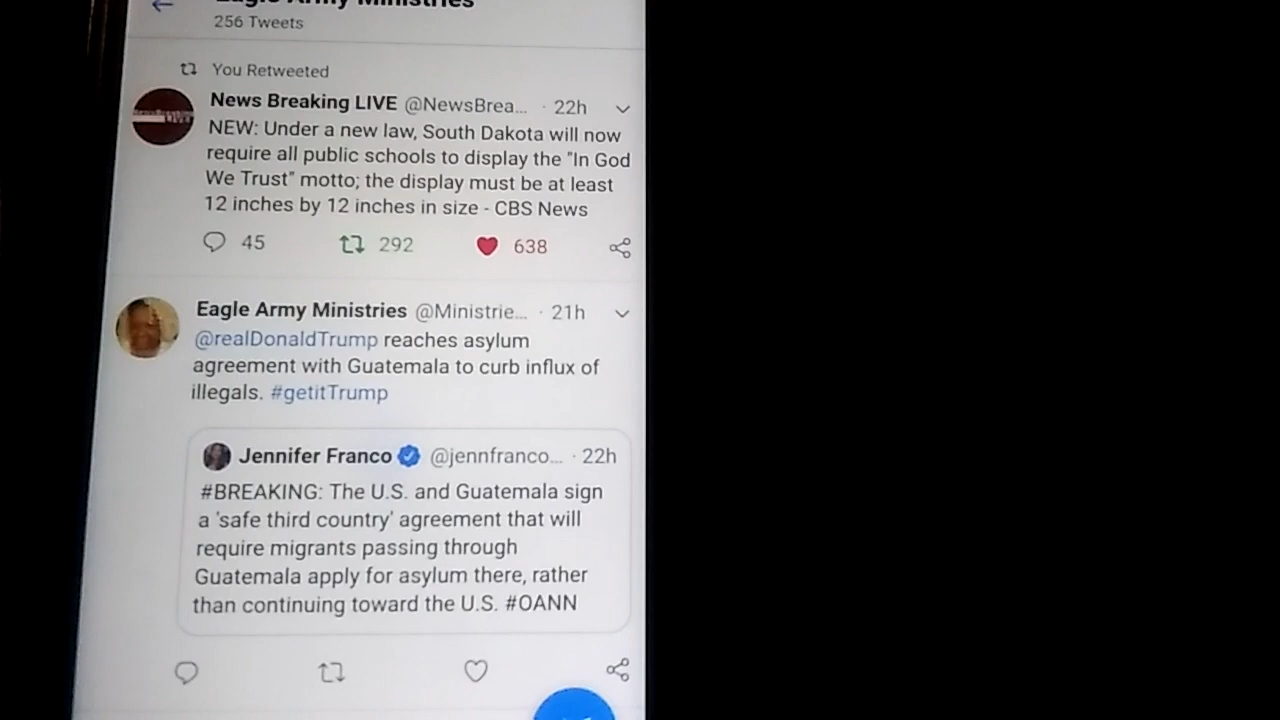 Eagle Army Ministries
256 Tweets
You Retweeted
News Breaking LIVE @NewsBrea... · 22h
NEW: Under a new law, South Dakota will now
require all public schools to display the "In God
We Trust" motto; the display must be at least
12 inches by 12 inches in size - CBS News
45 292 638
Eagle Army Ministries @Ministrie... · 21h
@realDonaldTrump reaches asylum
agreement with Guatemala to curb influx of
illegals. #getitTrump
Jennifer Franco @jennfranco... · 22h
#BREAKING: The U.S. and Guatemala sign
a 'safe third country' agreement that will
require migrants passing through
Guatemala apply for asylum there, rather
than continuing toward the U.S. #OANN